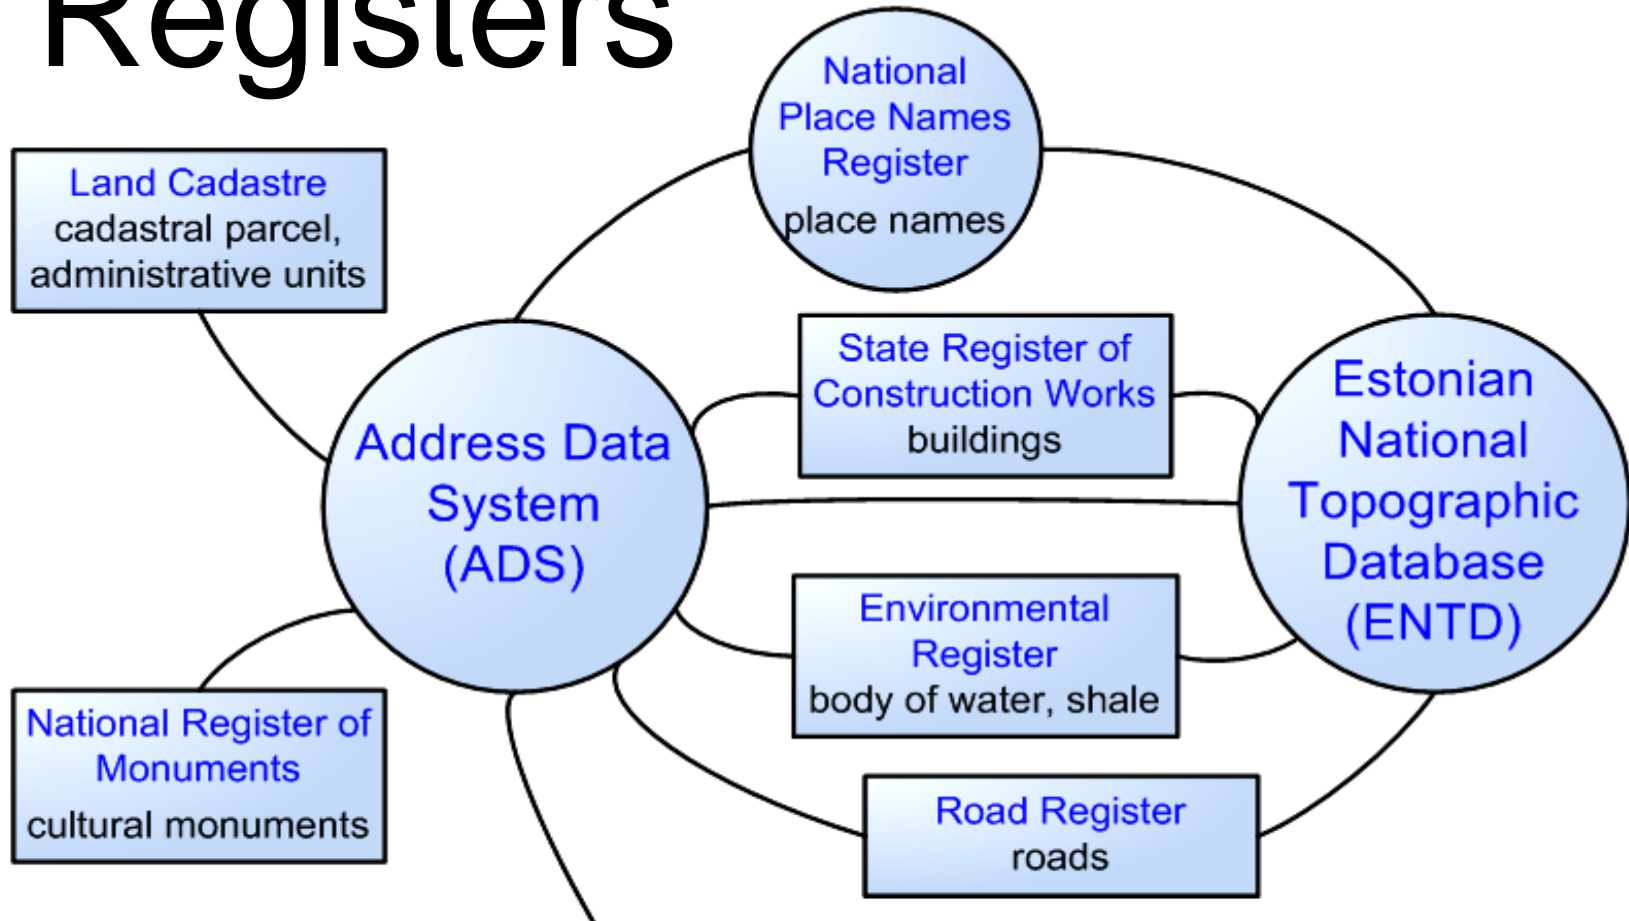 Registers
National
Place Names
Register
place names
Land Cadastre
cadastral parcel,
administrative units
State Register of
Construction Works
buildings
Estonian
National
Topographic
Database
(ENTD)
Address Data
System
(ADS)
Environmental
Register
body of water, shale
National Register of
Monuments
cultural monuments
Road Register
roads